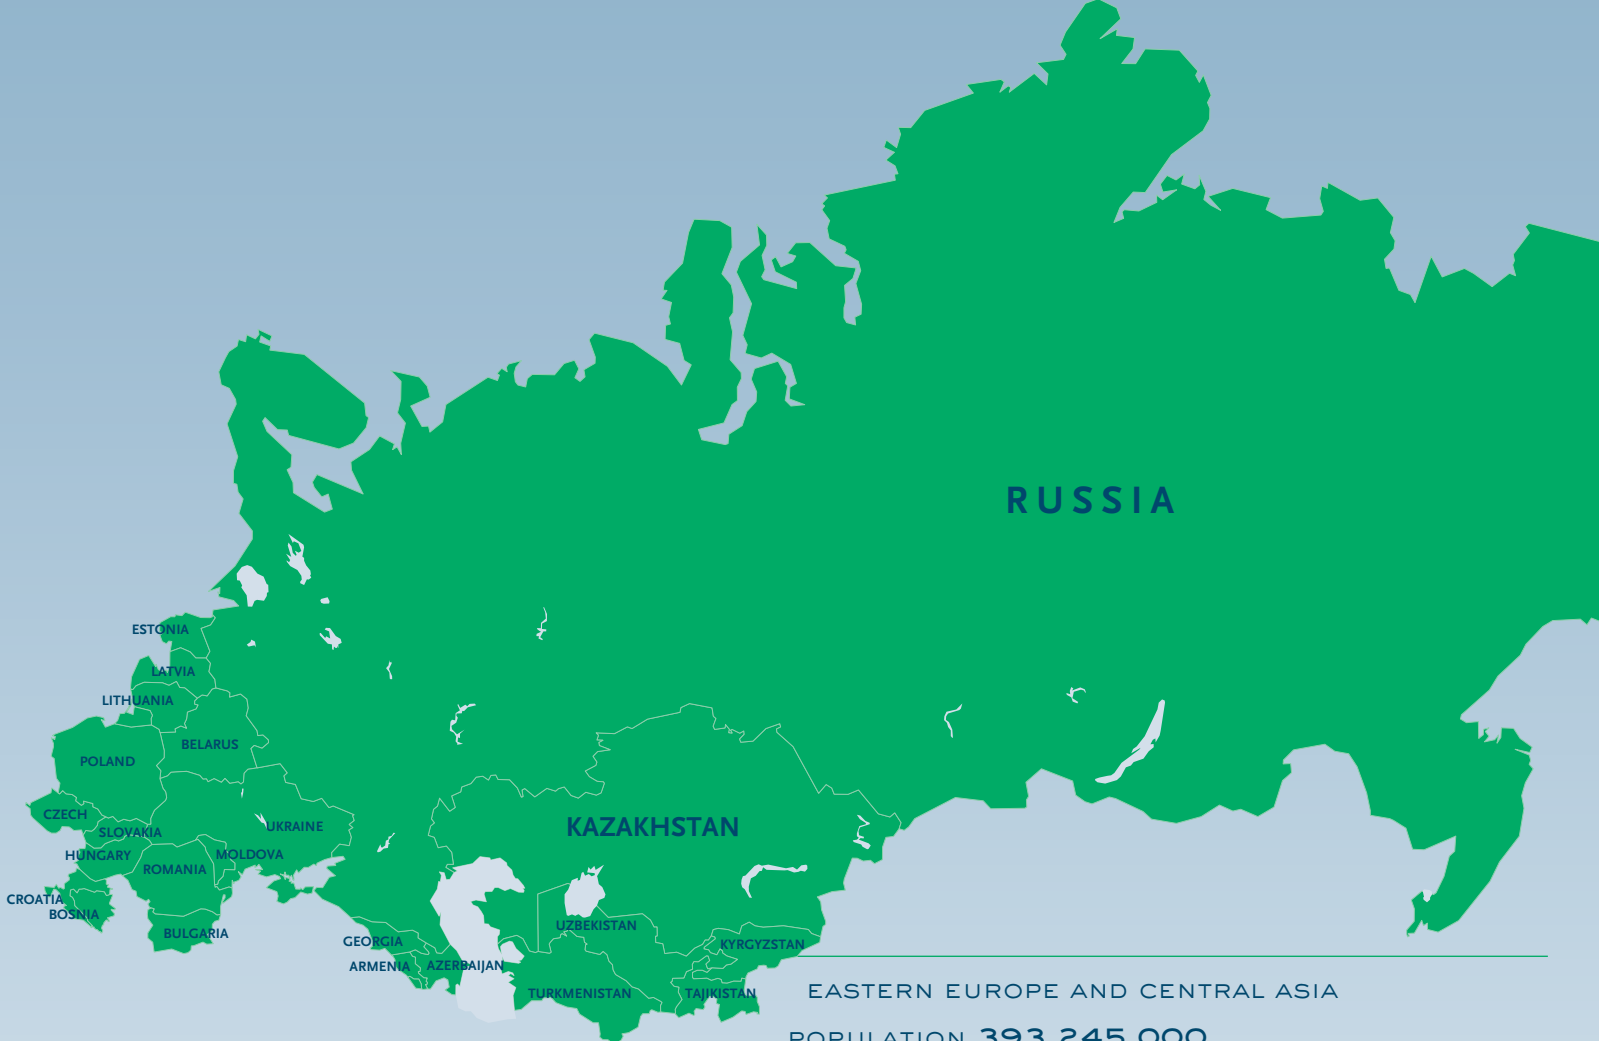 RUSSIA
ESTONIA
LATVIA
LITHUANIA
BELARUS
POLAND
CZECH
SLOVAKIA
UKRAINE
KAZAKHSTAN
HUNGARY
MOLDOVA
ROMANIA
CROATIA
BOSNIA
BULGARIA
UZBEKISTAN
GEORGIA
KYRGYZSTAN
ARMENIA
AZERBAIJAN
TURKMENISTAN
TAJIKISTAN
EASTERN EUROPE AND CENTRAL ASIA
POPULATION 393 245 000